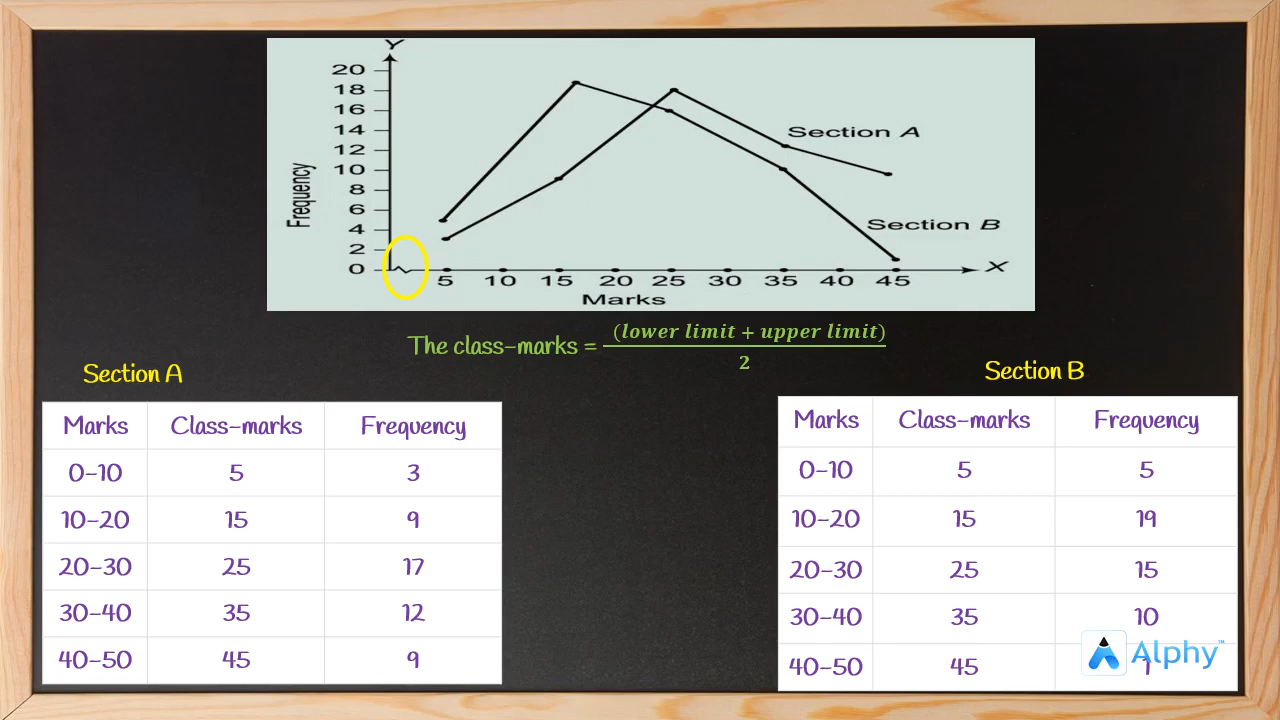 Y
20
18
16
14
12
10
8
6
4
2
0
Frequency
Section A
Section B
5 10 15 20 25 30 35 40 45 X
Marks
The class-marks = (lower limit + upper limit) / 2
Section A
Marks Class-marks Frequency
0-10 5 3
10-20 15 9
20-30 25 17
30-40 35 12
40-50 45 9
Section B
Marks Class-marks Frequency
0-10 5 5
10-20 15 19
20-30 25 15
30-40 35 10
40-50 45 1
Alphy™